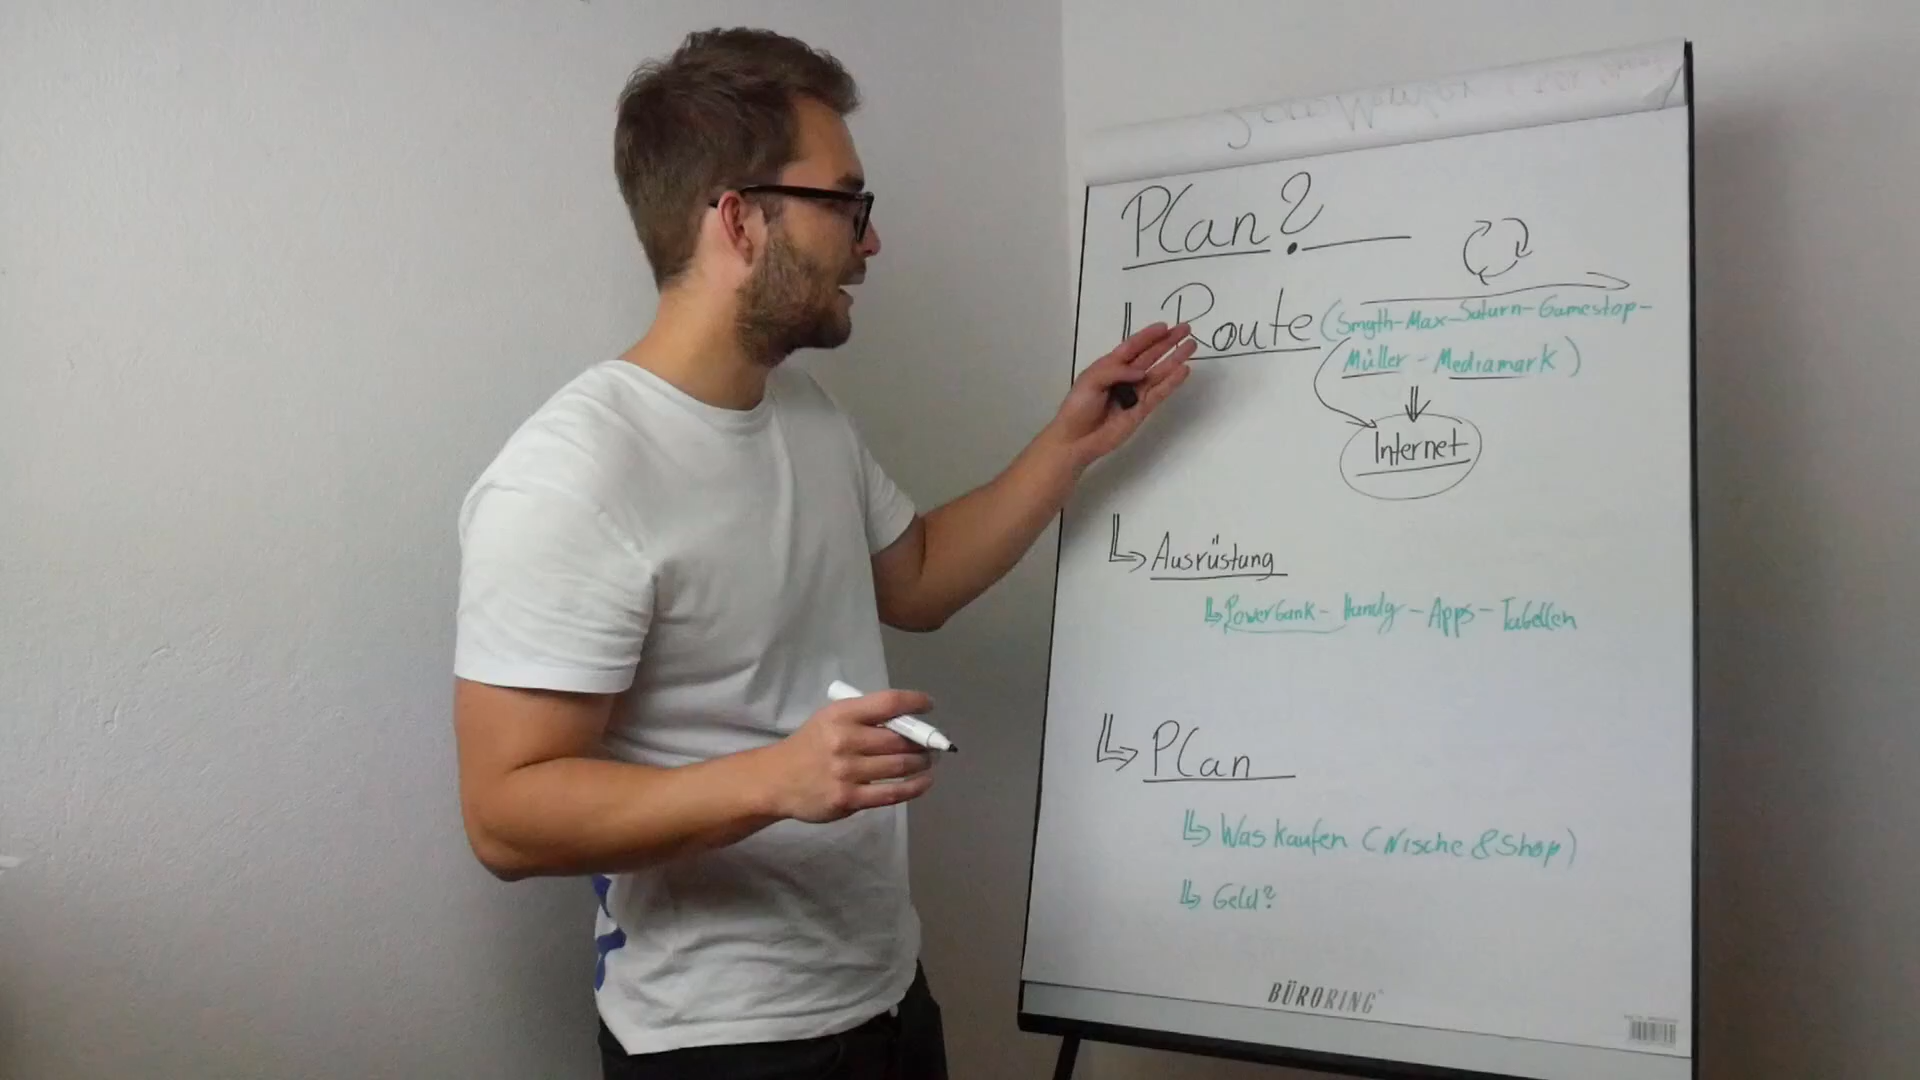 Plan?
Route (Smyth-Max-Saturn-Gamestop-
Müller - Mediamark)
Internet
Ausrüstung
Powerbank - Handy - Apps - Tabellen
Plan
Was kaufen (Nische & Shop)
Geld?
BÜRORING